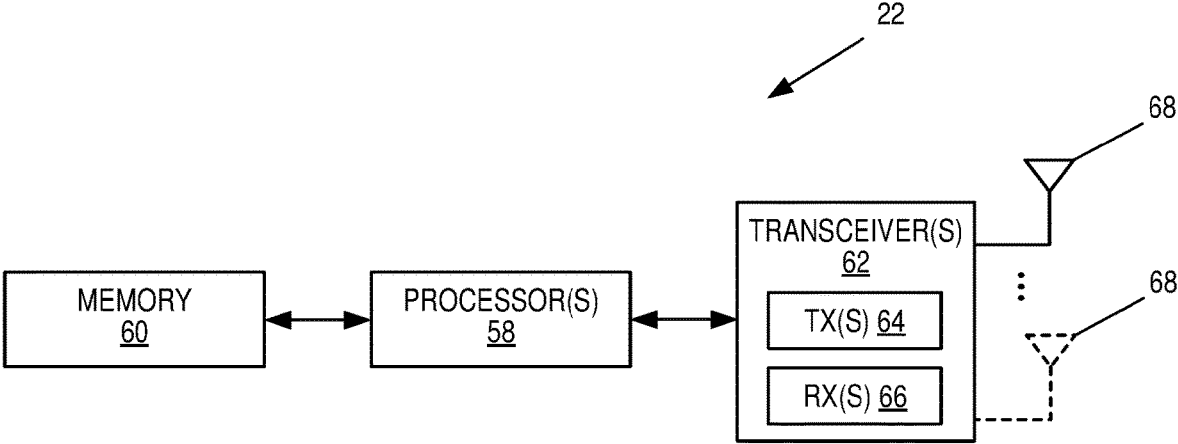 22
68
TRANSCEIVER(S)
62
MEMORY
60
PROCESSOR(S)
58
68
TX(S) 64
RX(S) 66